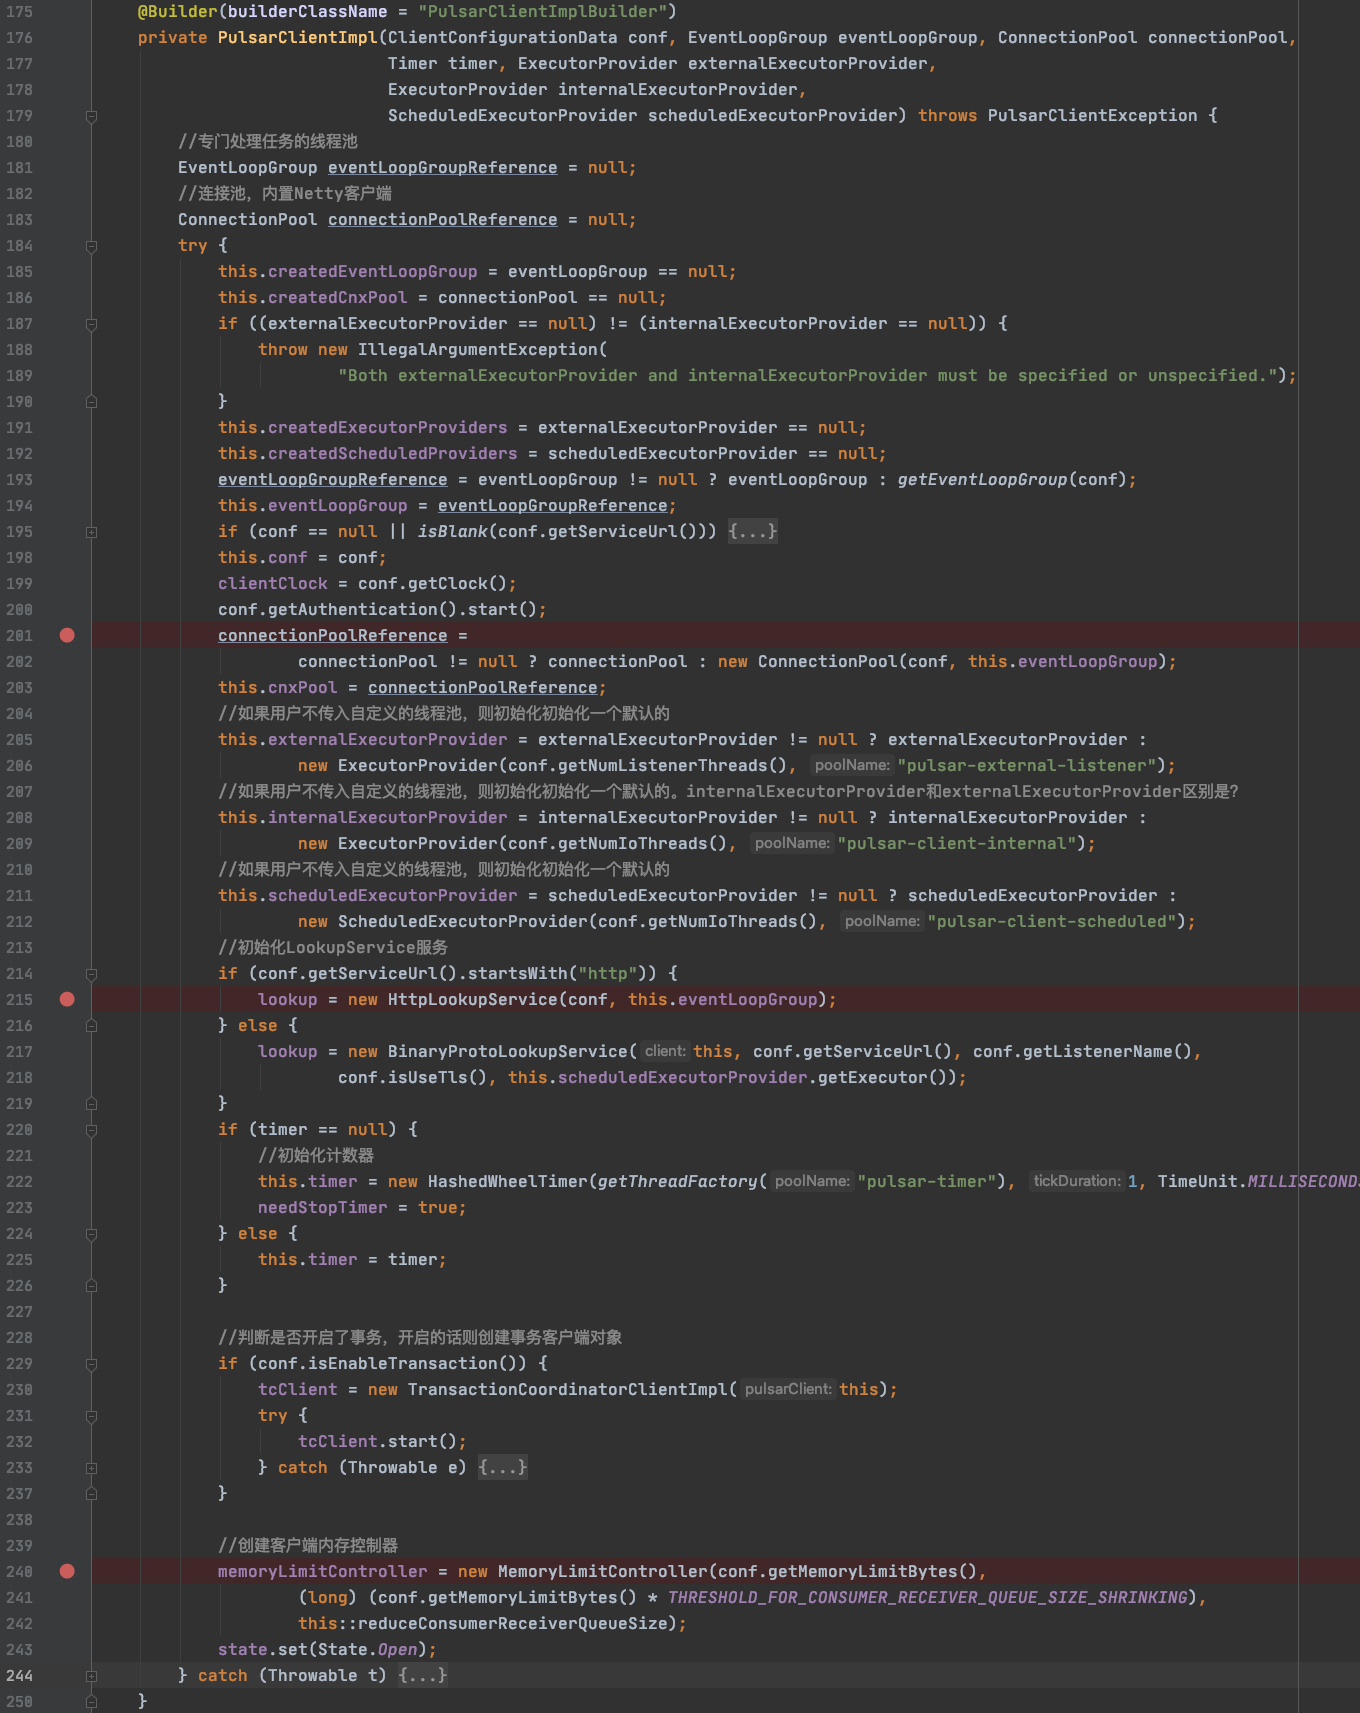 175 @Builder(builderClassName = "PulsarClientImplBuilder")
176 private PulsarClientImpl(ClientConfigurationData conf, EventLoopGroup eventLoopGroup, ConnectionPool connectionPool,
177 Timer timer, ExecutorProvider externalExecutorProvider,
178 ExecutorProvider internalExecutorProvider,
179 ScheduledExecutorProvider scheduledExecutorProvider) throws PulsarClientException {
180 //专门处理任务的线程池
181 EventLoopGroup eventLoopGroupReference = null;
182 //连接池，内置Netty客户端
183 ConnectionPool connectionPoolReference = null;
184 try {
185 this.createdEventLoopGroup = eventLoopGroup == null;
186 this.createdCnxPool = connectionPool == null;
187 if ((externalExecutorProvider == null) != (internalExecutorProvider == null)) {
188 throw new IllegalArgumentException(
189 "Both externalExecutorProvider and internalExecutorProvider must be specified or unspecified.");
190 }
191 this.createdExecutorProviders = externalExecutorProvider == null;
192 this.createdScheduledProviders = scheduledExecutorProvider == null;
193 eventLoopGroupReference = eventLoopGroup != null ? eventLoopGroup : getEventLoopGroup(conf);
194 this.eventLoopGroup = eventLoopGroupReference;
195 if (conf == null || isBlank(conf.getServiceUrl())) {...}
198 this.conf = conf;
199 clientClock = conf.getClock();
200 conf.getAuthentication().start();
201 connectionPoolReference =
202 connectionPool != null ? connectionPool : new ConnectionPool(conf, this.eventLoopGroup);
203 this.cnxPool = connectionPoolReference;
204 //如果用户不传入自定义的线程池，则初始化初始化一个默认的
205 this.externalExecutorProvider = externalExecutorProvider != null ? externalExecutorProvider :
206 new ExecutorProvider(conf.getNumListenerThreads(), poolName: "pulsar-external-listener");
207 //如果用户不传入自定义的线程池，则初始化初始化一个默认的。internalExecutorProvider和externalExecutorProvider区别是?
208 this.internalExecutorProvider = internalExecutorProvider != null ? internalExecutorProvider :
209 new ExecutorProvider(conf.getNumIoThreads(), poolName: "pulsar-client-internal");
210 //如果用户不传入自定义的线程池，则初始化初始化一个默认的
211 this.scheduledExecutorProvider = scheduledExecutorProvider != null ? scheduledExecutorProvider :
212 new ScheduledExecutorProvider(conf.getNumIoThreads(), poolName: "pulsar-client-scheduled");
213 //初始化LookupService服务
214 if (conf.getServiceUrl().startsWith("http")) {
215 lookup = new HttpLookupService(conf, this.eventLoopGroup);
216 } else {
217 lookup = new BinaryProtoLookupService( client: this, conf.getServiceUrl(), conf.getListenerName(),
218 conf.isUseTls(), this.scheduledExecutorProvider.getExecutor());
219 }
220 if (timer == null) {
221 //初始化计数器
222 this.timer = new HashedWheelTimer(getThreadFactory( poolName: "pulsar-timer"), tickDuration: 1, TimeUnit.MILLISECONDS
223 needStopTimer = true;
224 } else {
225 this.timer = timer;
226 }
227
228 //判断是否开启了事务，开启的话则创建事务客户端对象
229 if (conf.isEnableTransaction()) {
230 tcClient = new TransactionCoordinatorClientImpl( pulsarClient: this);
231 try {
232 tcClient.start();
233 } catch (Throwable e) {...}
237 }
238
239 //创建客户端内存控制器
240 memoryLimitController = new MemoryLimitController(conf.getMemoryLimitBytes(),
241 (long) (conf.getMemoryLimitBytes() * THRESHOLD_FOR_CONSUMER_RECEIVER_QUEUE_SIZE_SHRINKING),
242 this::reduceConsumerReceiverQueueSize);
243 state.set(State.Open);
244 } catch (Throwable t) {...}
250 }